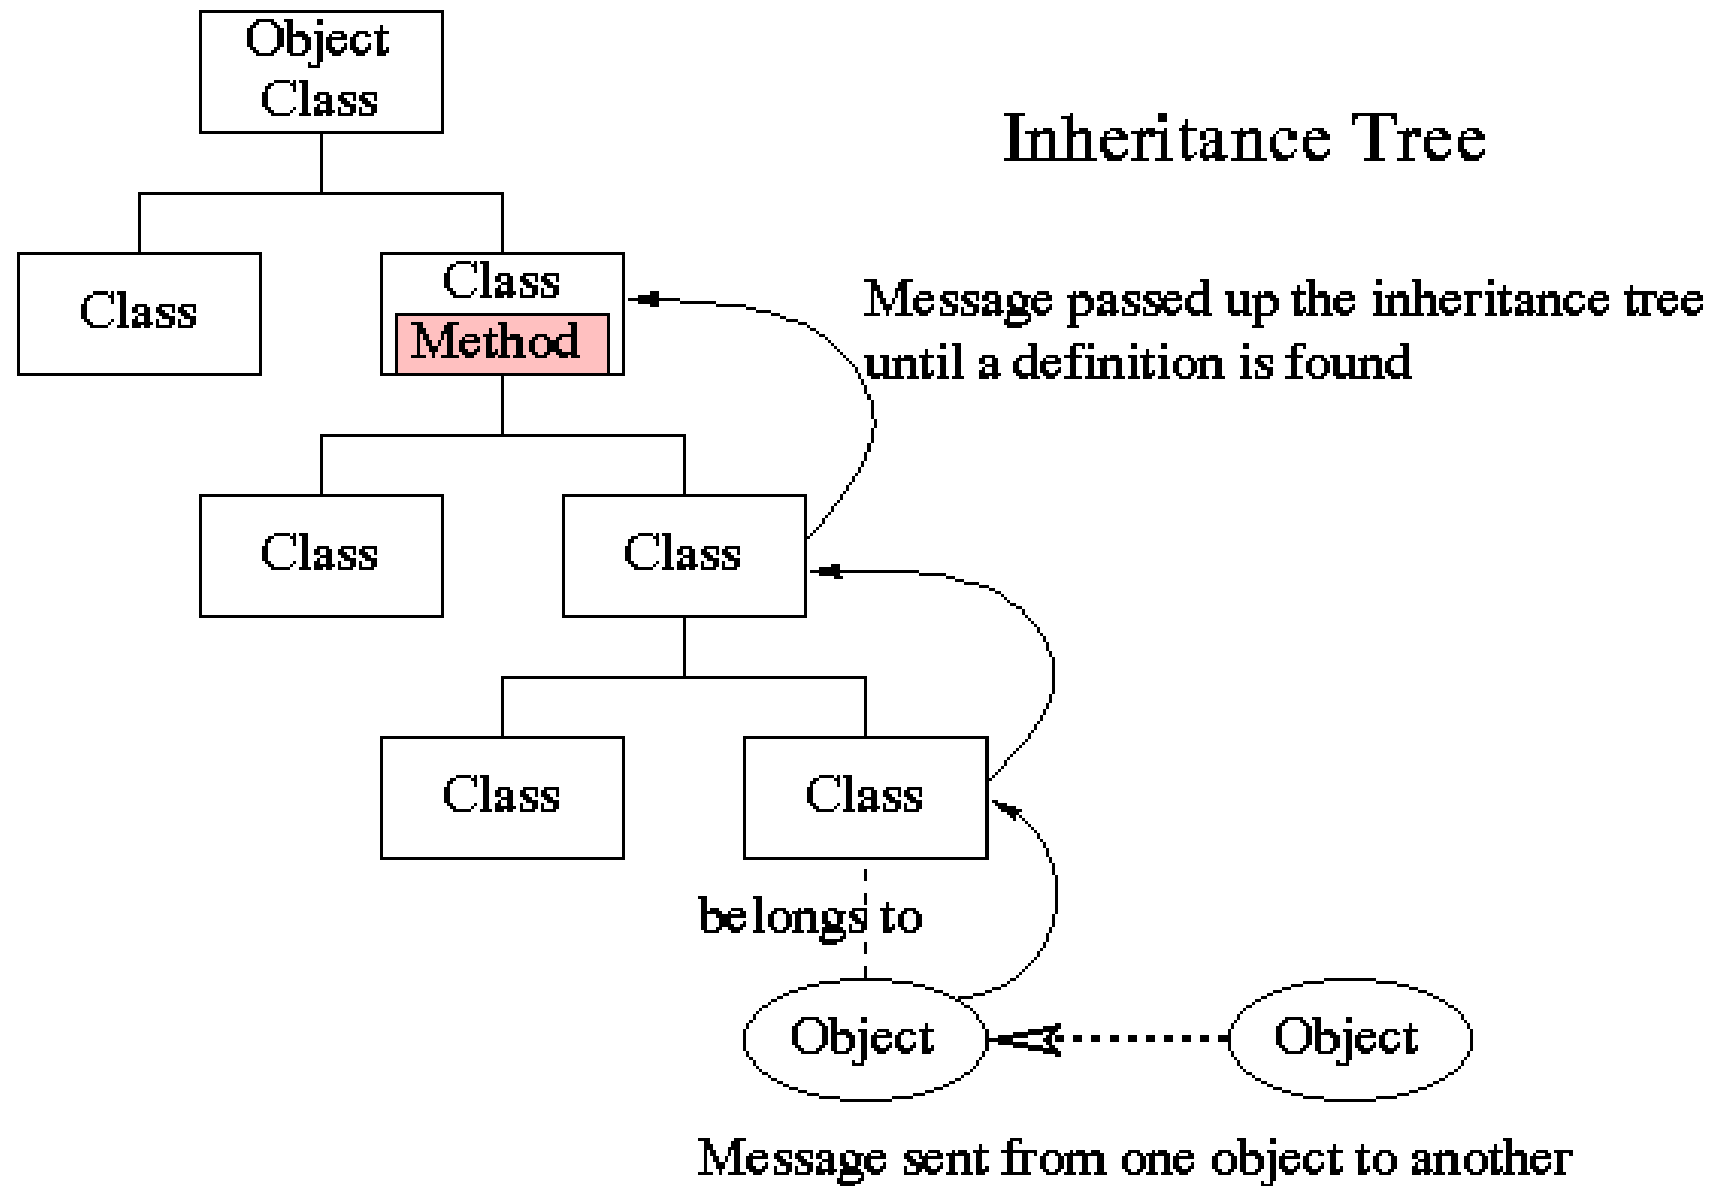 Object
Class
Inheritance Tree
Class
Class
Method
Message passed up the inheritance tree
until a definition is found
Class
Class
Class
Class
belongs to
Object
Object
Message sent from one object to another